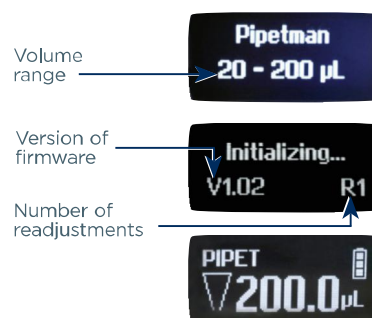 Pipetman
Volume
range
20 - 200 µL
Version of
firmware
Initializing...
V1.02
R1
Number of
readjustments
PIPET
200.0µL